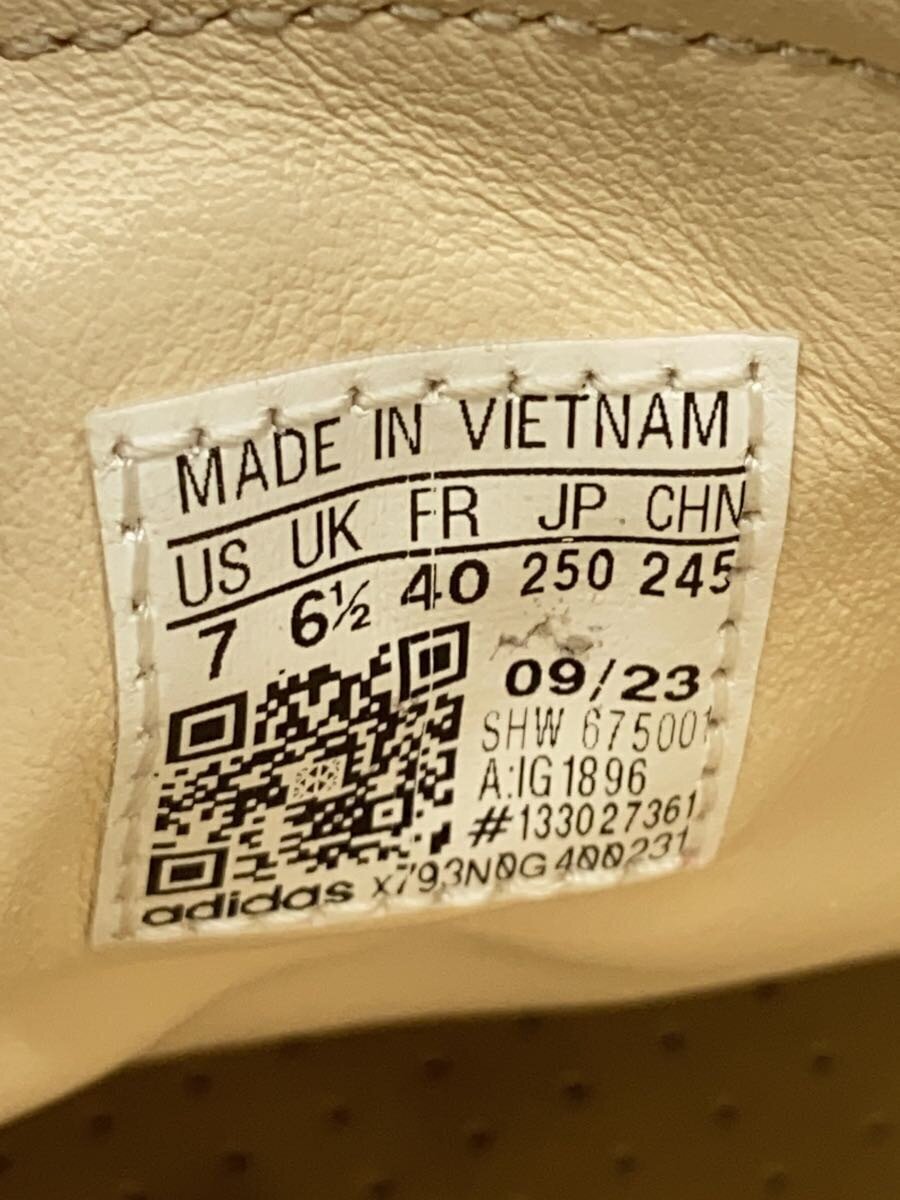 MADE IN VIETNAM
US UK FR JP CHN
7 6½ 40 250 245
09/23
SHW 675001
A:IG1896
#133027361
adidas x793N0G400231